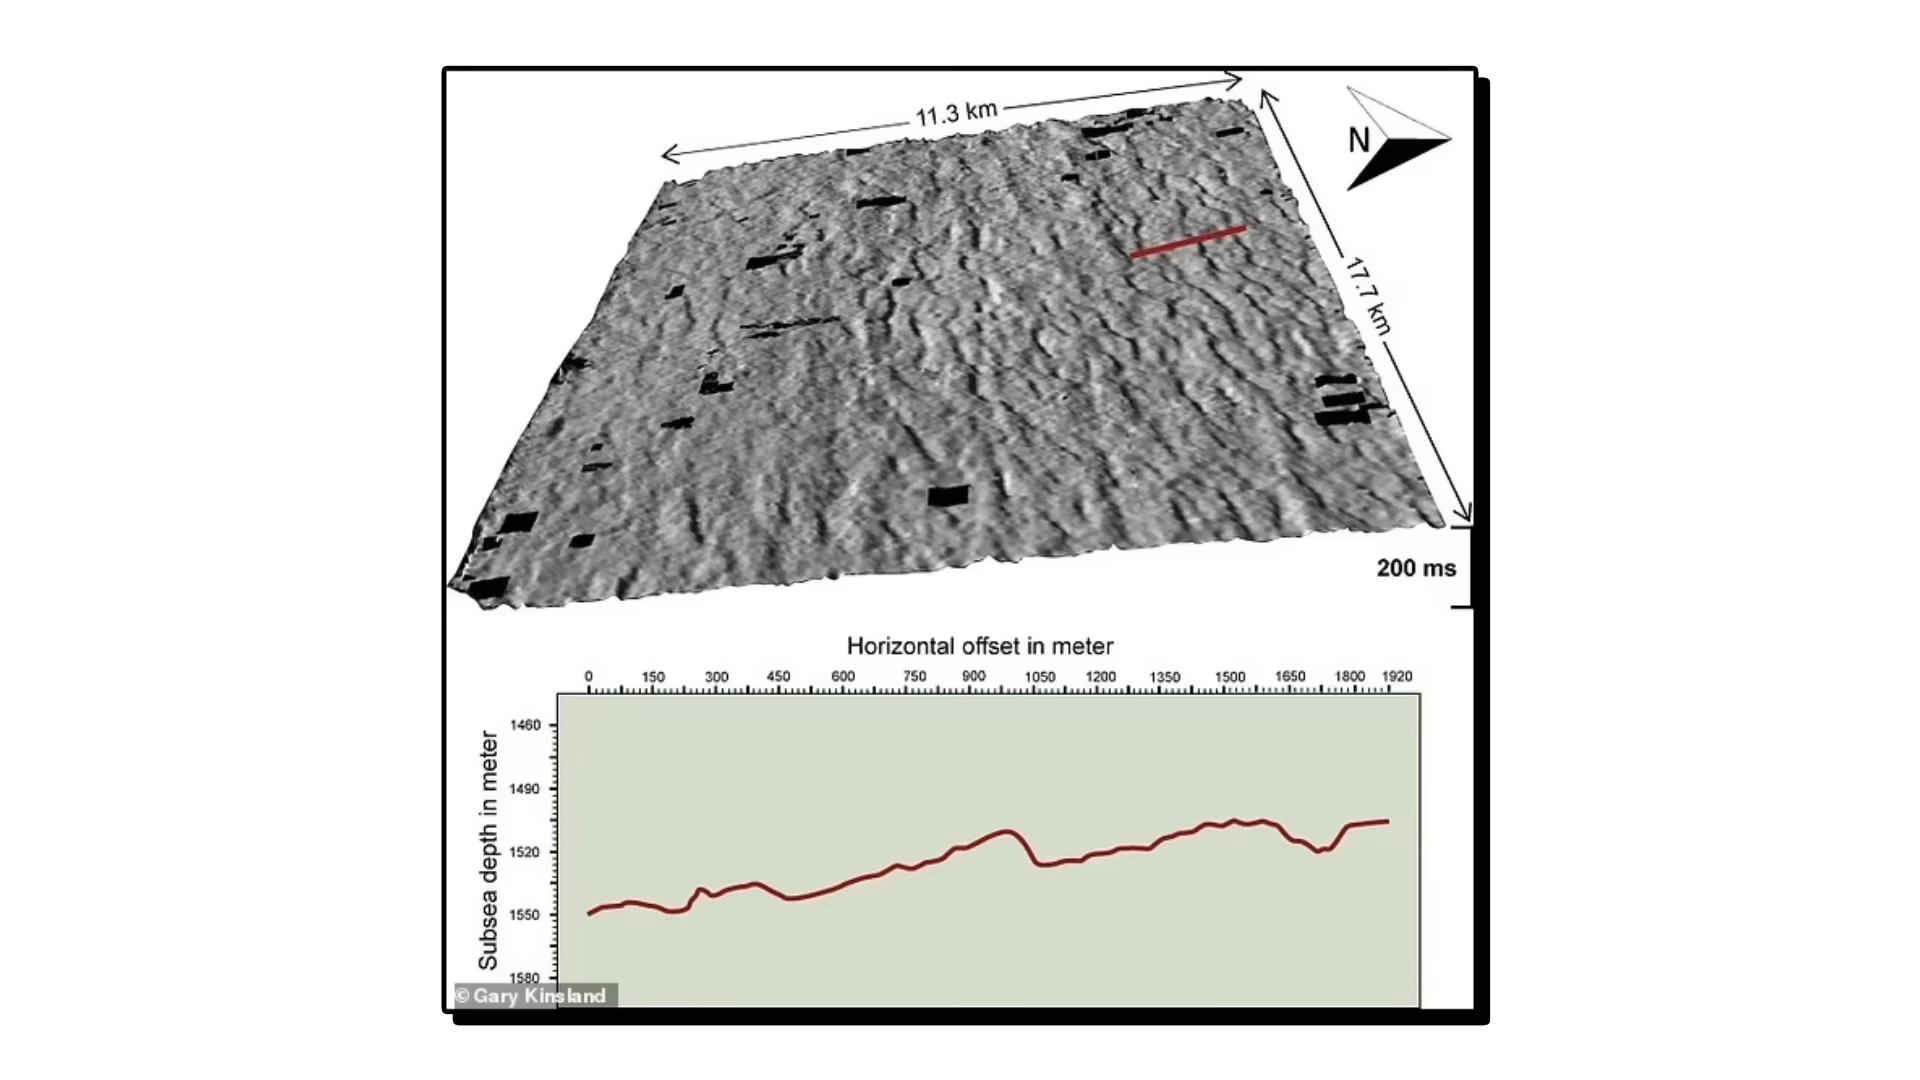 11.3 km
N
17.7 km
200 ms
Horizontal offset in meter
0 150 300 450 600 750 900 1050 1200 1350 1500 1650 1800 1920
Subsea depth in meter
1460
1490
1520
1550
1580
© Gary Kinsland